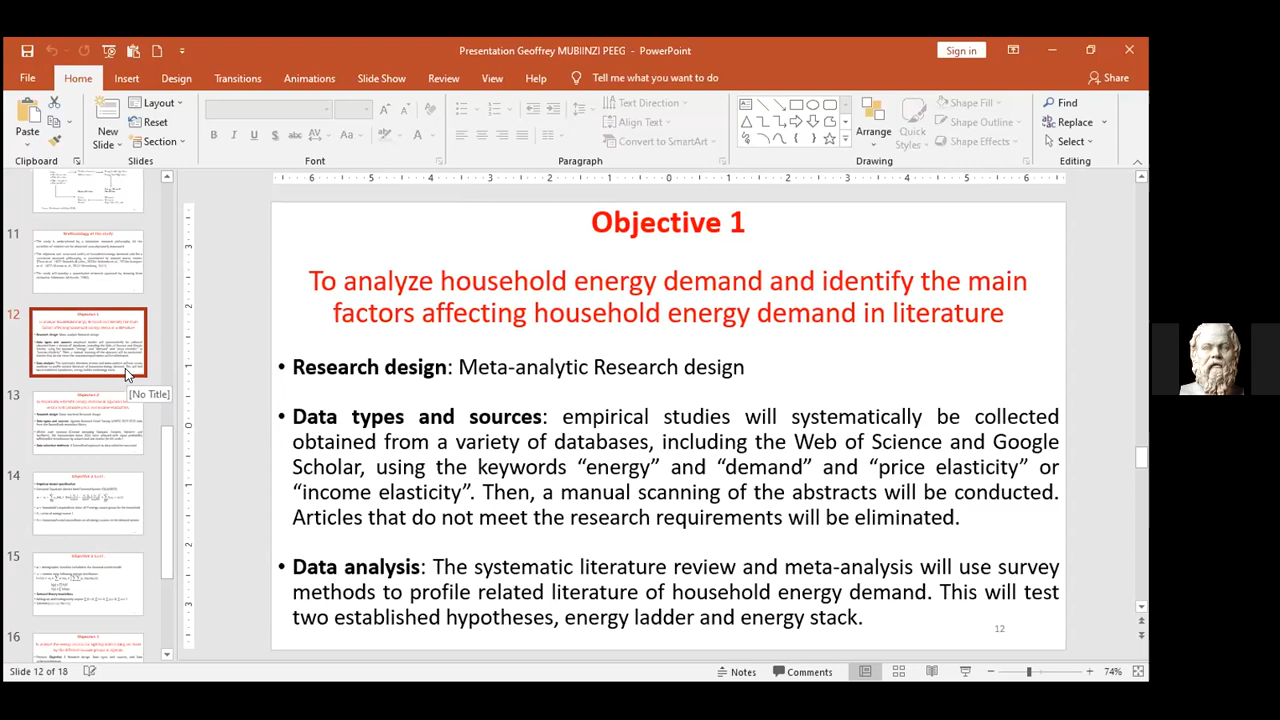 Presentation Geoffrey MUBIINZI PEEG - PowerPoint
Sign in
File Home Insert Design Transitions Animations Slide Show Review View Help Tell me what you want to do Share
Paste
New Slide
Layout
Reset
Section
Text Direction
Align Text
Convert to SmartArt
Arrange
Quick Styles
Shape Fill
Shape Outline
Shape Effects
Find
Replace
Select
Clipboard Slides Font Paragraph Drawing Editing
11
Methodology of the study
12
Objective 1
[No Title]
13
14
15
16
Objective 1
To analyze household energy demand and identify the main
factors affecting household energy demand in literature
• Research design: Meta-analytic Research design
• Data types and sources: empirical studies will systematically be collected
obtained from a variety of databases, including the Web of Science and Google
Scholar, using the keywords “energy” and “demand” and “price elasticity” or
“income elasticity”. Then, a manual scanning of the abstracts will be conducted.
Articles that do not meet the research requirements will be eliminated.
• Data analysis: The systematic literature review and meta-analysis will use survey
methods to profile related literature of household energy demand. This will test
two established hypotheses, energy ladder and energy stack.
12
Slide 12 of 18
Notes
Comments
74%